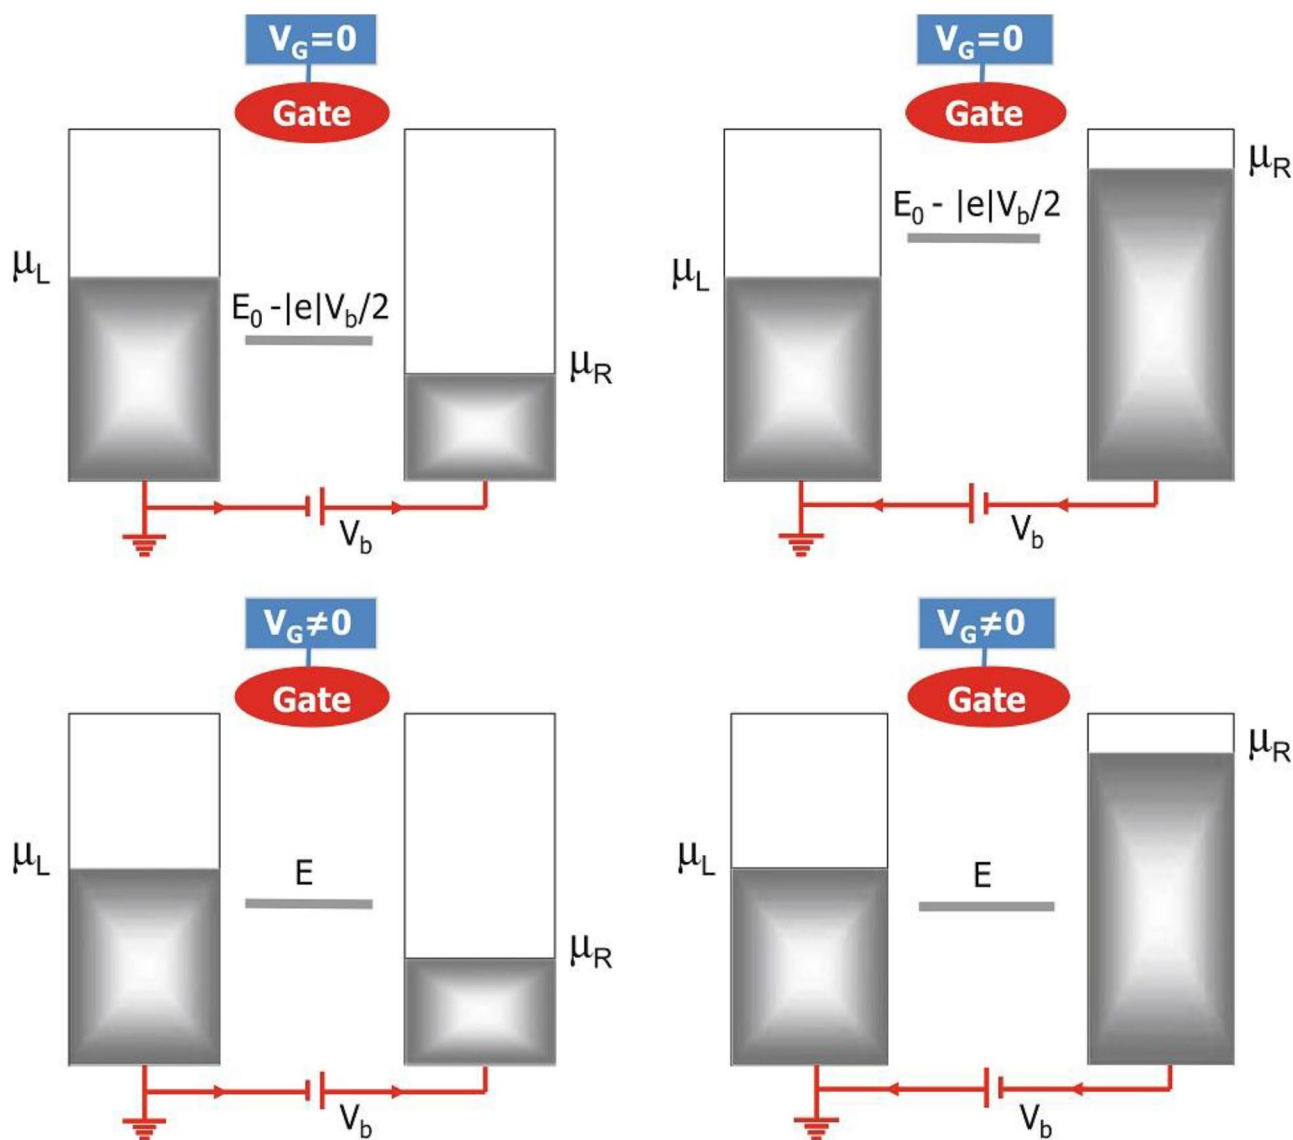 V_G=0
Gate
μ_L
E_0 -|e|V_b/2
μ_R
V_b
V_G=0
Gate
μ_R
E_0 - |e|V_b/2
μ_L
V_b
V_G≠0
Gate
μ_L
E
μ_R
V_b
V_G≠0
Gate
μ_R
μ_L
E
V_b